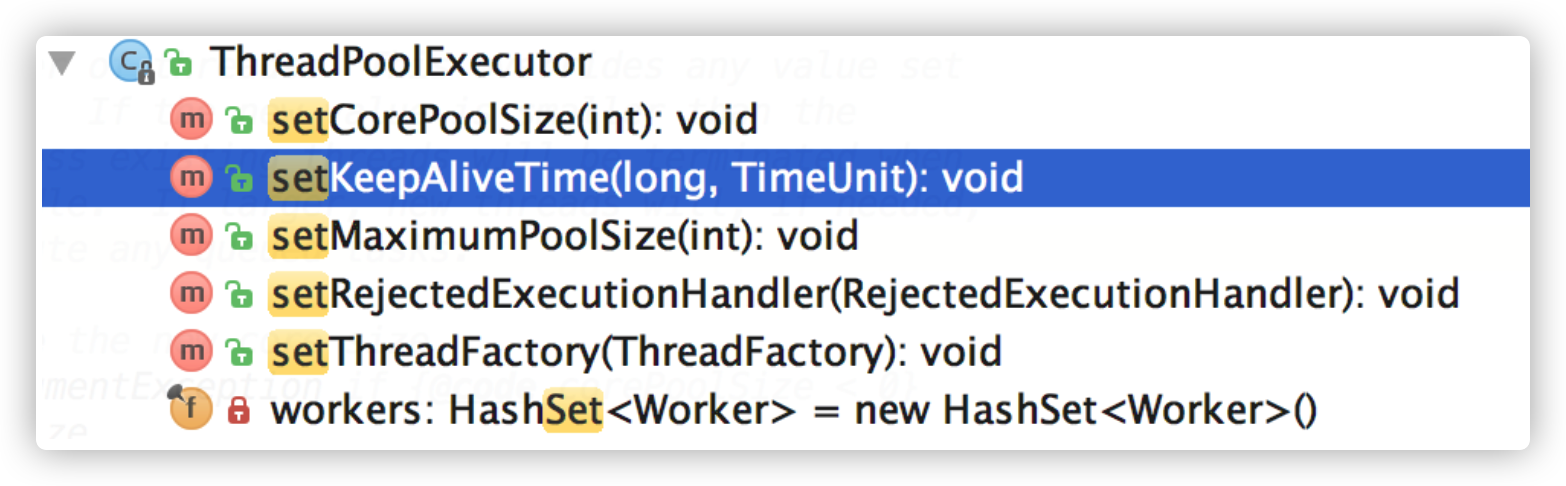 ThreadPoolExecutor
setCorePoolSize(int): void
setKeepAliveTime(long, TimeUnit): void
setMaximumPoolSize(int): void
setRejectedExecutionHandler(RejectedExecutionHandler): void
setThreadFactory(ThreadFactory): void
workers: HashSet<Worker> = new HashSet<Worker>()